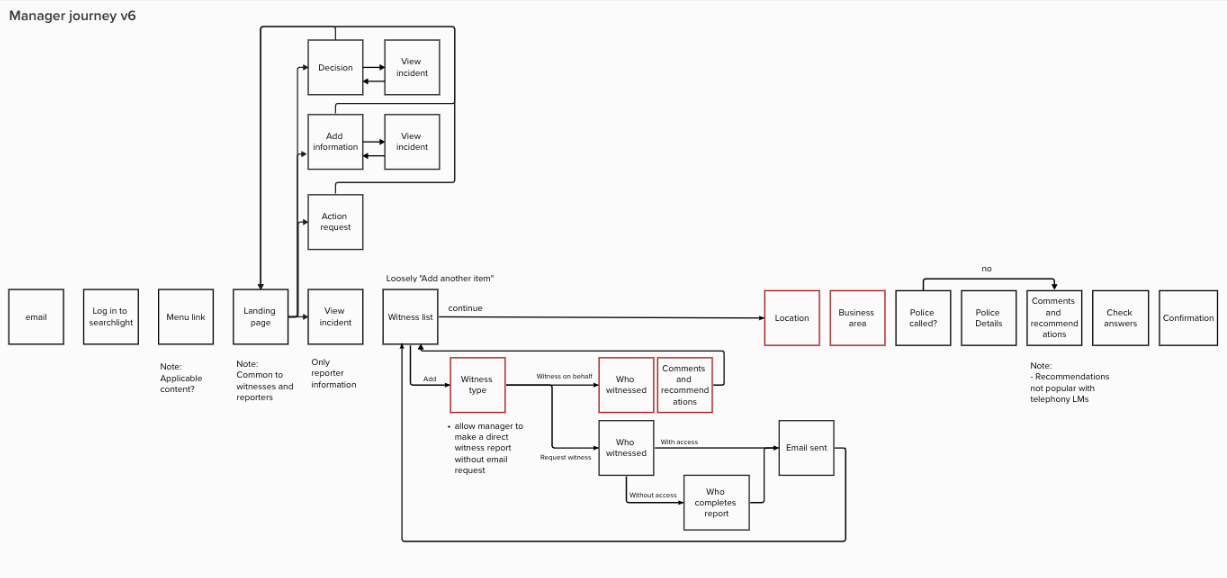 Manager journey v6
Decision
View
incident
Add
information
View
incident
Action
request
Loosely "Add another item"
no
email
Log in to
searchlight
Menu link
Landing
page
View
incident
Witness list
continue
Location
Business
area
Police
called?
Police
Details
Comments
and
recommend
ations
Check
answers
Confirmation
Note:
Applicable
content?
Note:
Common to
witnesses and
reporters
Only
reporter
information
Add
Witness
type
Witness on behalf
Who
witnessed
Comments
and
recommend
ations
Note:
- Recommendations
not popular with
telephony LMs
• allow manager to
make a direct
witness report
without email
request
Request witness
Who
witnessed
With access
Email sent
Without access
Who
completes
report